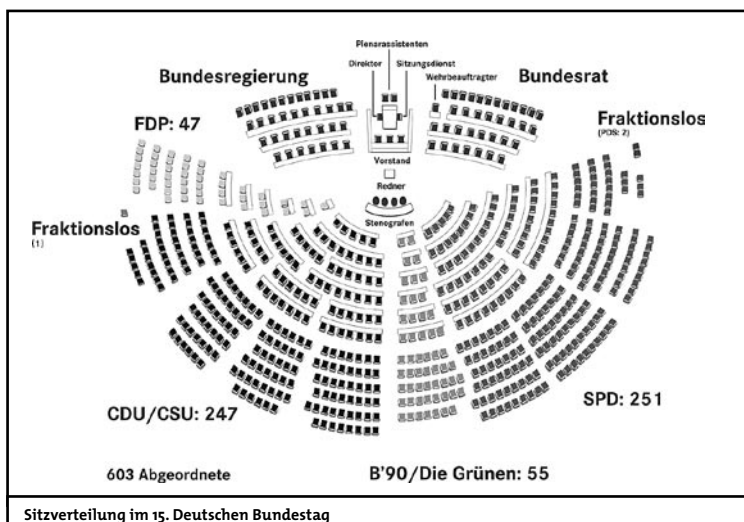 Plenarassistenten
Direktor
Sitzungsdienst
Wehrbeauftragter
Bundesregierung
Bundesrat
FDP: 47
Fraktionslos
(PDS: 2)
Vorstand
Redner
Stenografen
Fraktionslos
(1)
CDU/CSU: 247
SPD: 251
603 Abgeordnete
B'90/Die Grünen: 55
Sitzverteilung im 15. Deutschen Bundestag